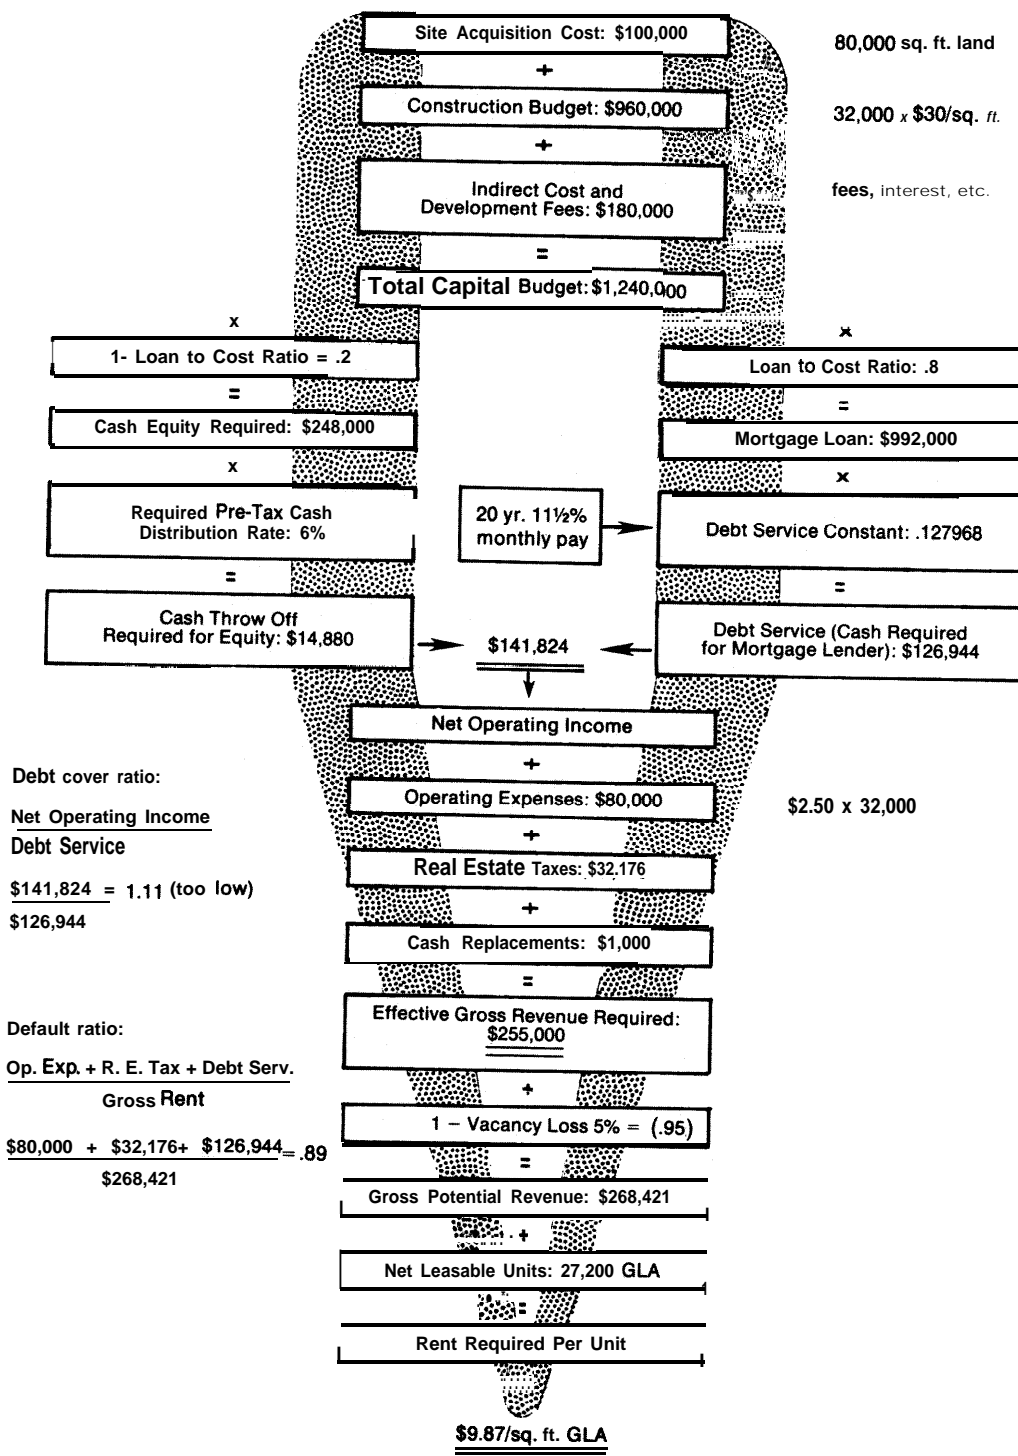 Site Acquisition Cost: $100,000
80,000 sq. ft. land
+
Construction Budget: $960,000
32,000 x $30/sq. ft.
+
Indirect Cost and
Development Fees: $180,000
fees, interest, etc.
=
Total Capital Budget: $1,240,000
x
1- Loan to Cost Ratio = .2
=
Cash Equity Required: $248,000
x
Required Pre-Tax Cash
Distribution Rate: 6%
=
Cash Throw Off
Required for Equity: $14,880
x
Loan to Cost Ratio: .8
=
Mortgage Loan: $992,000
x
20 yr. 11½%
monthly pay
Debt Service Constant: .127968
=
Debt Service (Cash Required
for Mortgage Lender): $126,944
$141,824
Net Operating Income
+
Operating Expenses: $80,000
$2.50 x 32,000
+
Real Estate Taxes: $32.176
+
Cash Replacements: $1,000
=
Effective Gross Revenue Required:
$255,000
+
1 – Vacancy Loss 5% = (.95)
=
Gross Potential Revenue: $268,421
+
Net Leasable Units: 27,200 GLA
=
Rent Required Per Unit
$9.87/sq. ft. GLA
Debt cover ratio:
Net Operating Income
Debt Service
$141,824 = 1.11 (too low)
$126,944
Default ratio:
Op. Exp. + R. E. Tax + Debt Serv.
Gross Rent
$80,000 + $32,176+ $126,944 = .89
$268,421